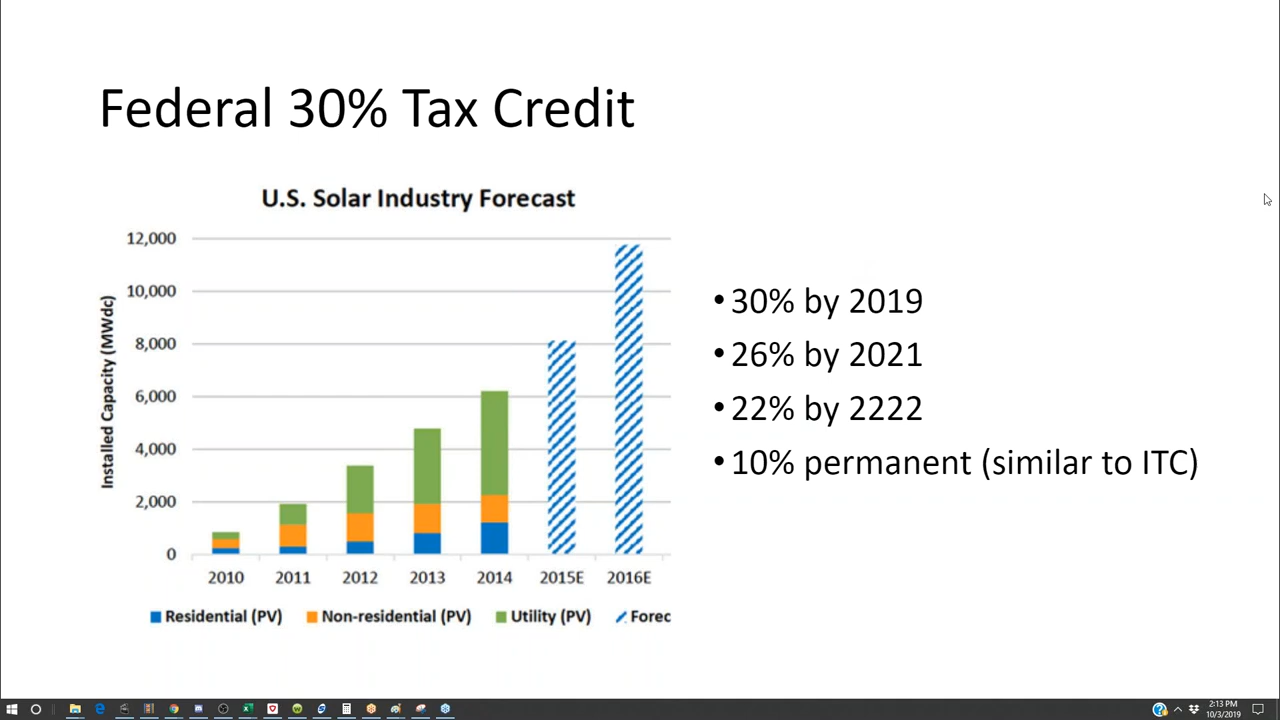 Federal 30% Tax Credit
U.S. Solar Industry Forecast
Installed Capacity (MWdc)
12,000
10,000
8,000
6,000
4,000
2,000
0
2010 2011 2012 2013 2014 2015E 2016E
Residential (PV) Non-residential (PV) Utility (PV) Forec
• 30% by 2019
• 26% by 2021
• 22% by 2222
• 10% permanent (similar to ITC)
2:13 PM
10/3/2019